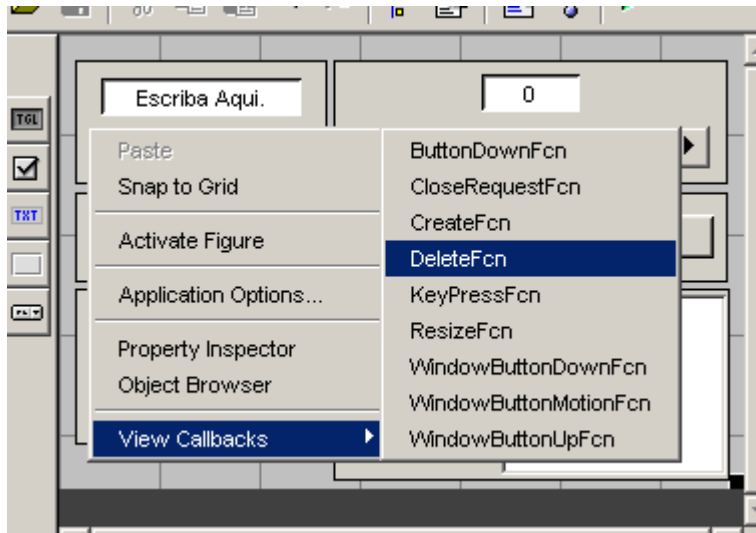 Escriba Aqui.
0
TGL
TXT
Paste
Snap to Grid
Activate Figure
Application Options...
Property Inspector
Object Browser
View Callbacks
ButtonDownFcn
CloseRequestFcn
CreateFcn
DeleteFcn
KeyPressFcn
ResizeFcn
WindowButtonDownFcn
WindowButtonMotionFcn
WindowButtonUpFcn